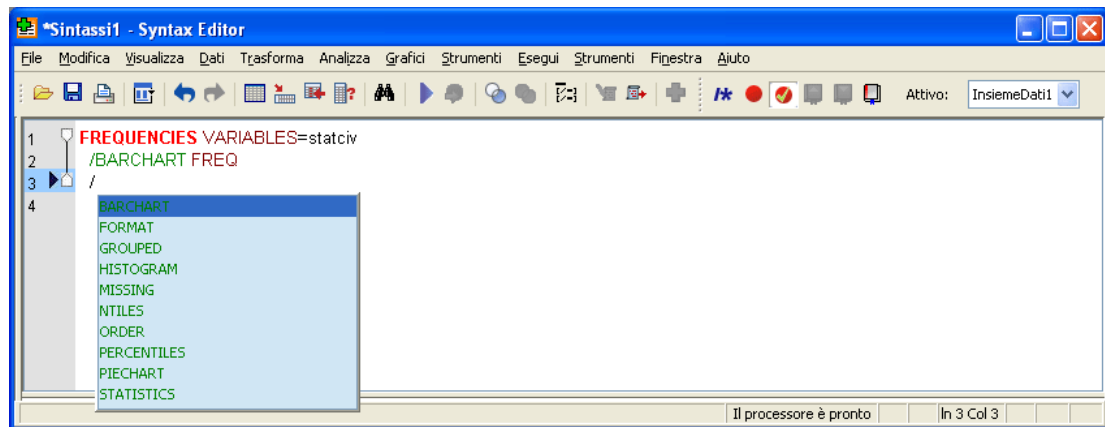 *Sintassi1 - Syntax Editor
File Modifica Visualizza Dati Trasforma Analizza Grafici Strumenti Esegui Strumenti Finestra Aiuto
Attivo: InsiemeDati1
1 FREQUENCIES VARIABLES=statciv
2 /BARCHART FREQ
3 /
4
BARCHART
FORMAT
GROUPED
HISTOGRAM
MISSING
NTILES
ORDER
PERCENTILES
PIECHART
STATISTICS
Il processore è pronto In 3 Col 3